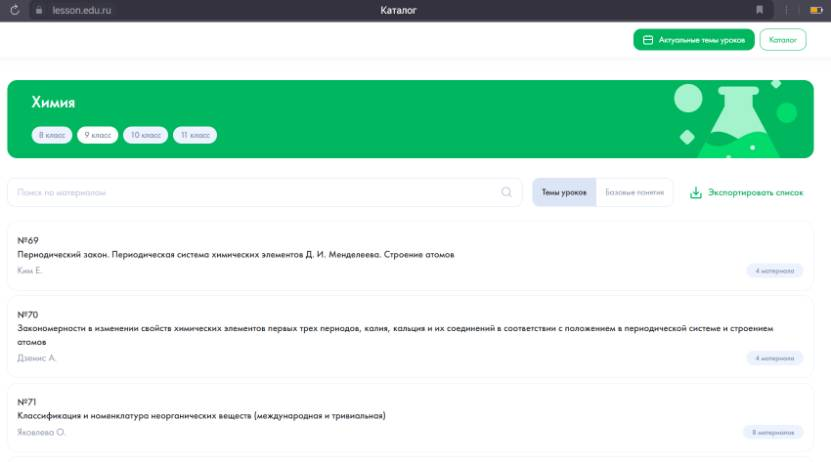 lesson.edu.ru
Каталог
Актуальные темы уроков
Каталог
Химия
8 класс 9 класс 10 класс 11 класс
Поиск по материалам
Темы уроков
Базовые понятия
Экспортировать список
№69
Периодический закон. Периодическая система химических элементов Д. И. Менделеева. Строение атомов
Ким Е.
4 материала
№70
Закономерности в изменении свойств химических элементов первых трех периодов, калия, кальция и их соединений в соответствии с положением в периодической системе и строением
атомов
Дзенис А.
4 материала
№71
Классификация и номенклатура неорганических веществ (международная и тривиальная)
Яковлева О.
8 материалов